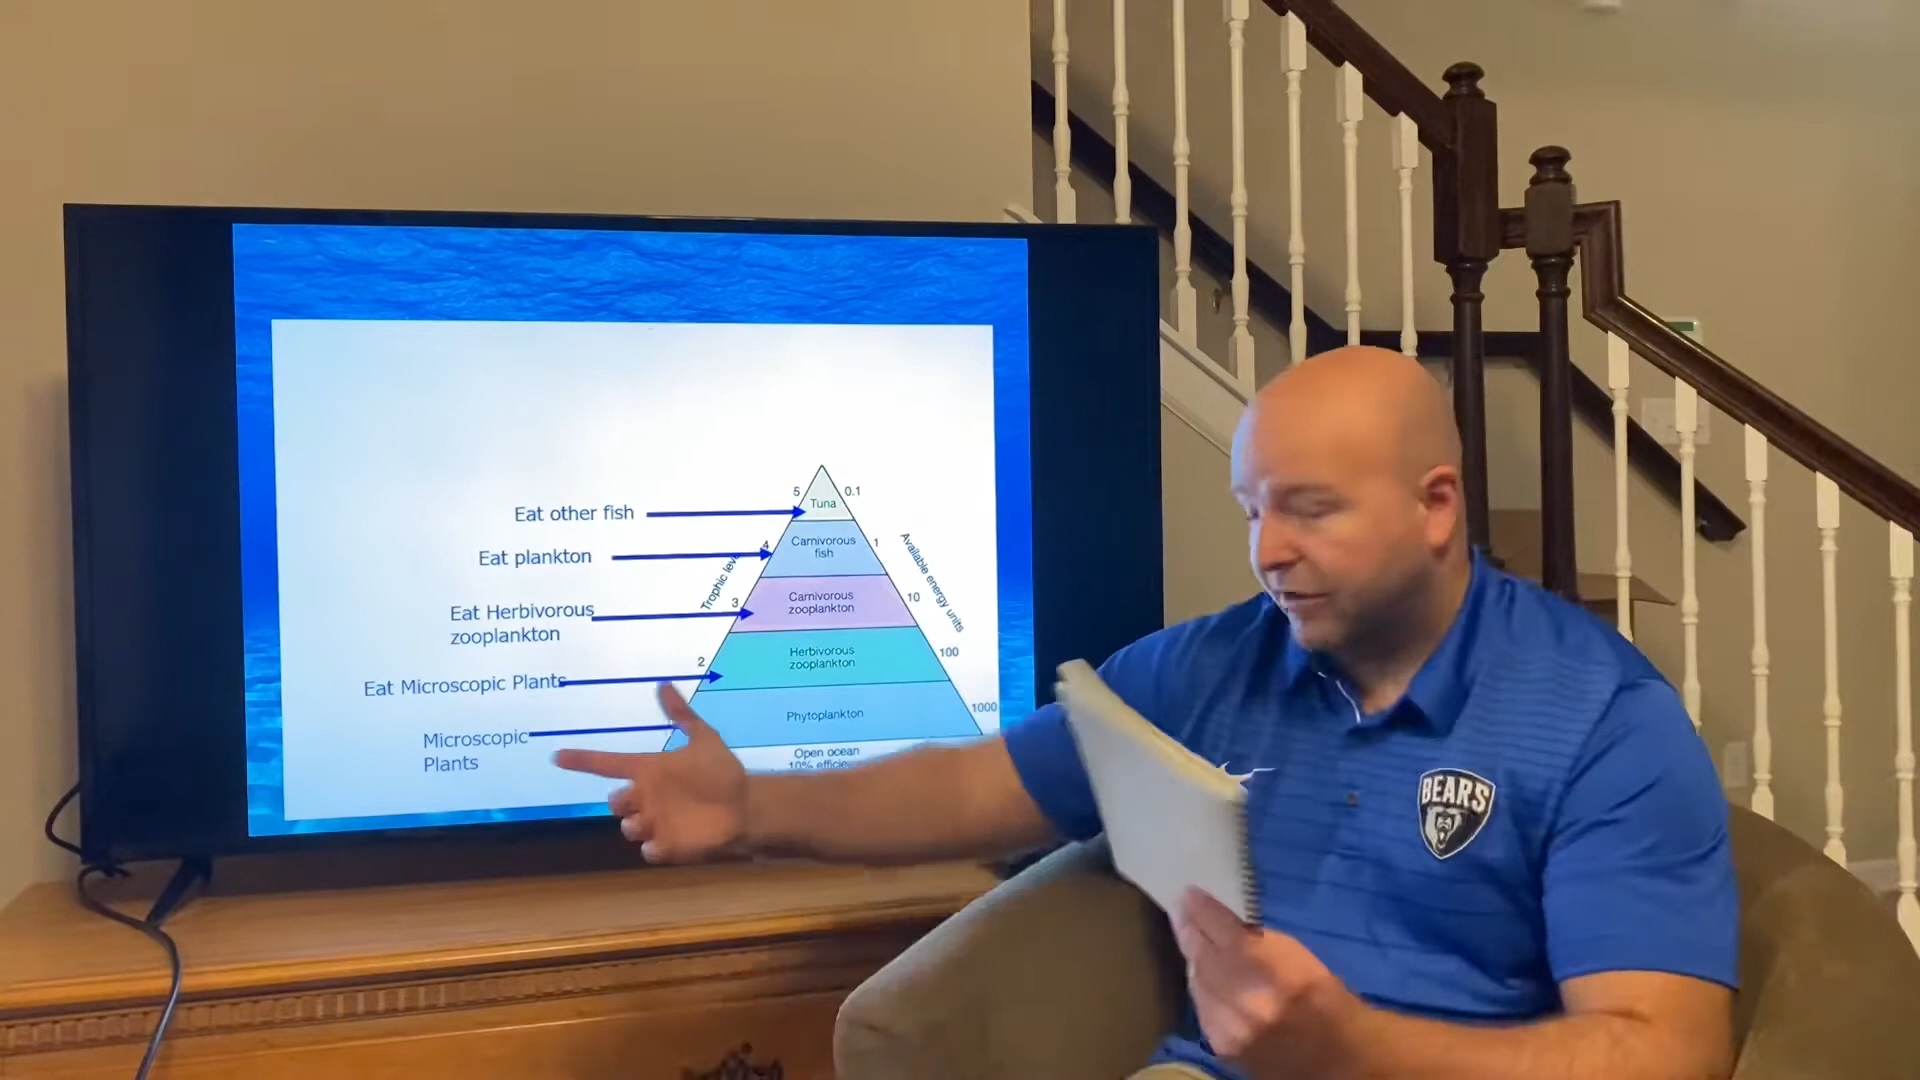 Eat other fish
5
Tuna
0.1
Eat plankton
4
Carnivorous
fish
1
Available energy units
Eat Herbivorous
zooplankton
3
Carnivorous
zooplankton
10
Trophic
2
Herbivorous
zooplankton
100
Eat Microscopic Plants
Phytoplankton
1000
Microscopic
Plants
Open ocean
10%
BEARS